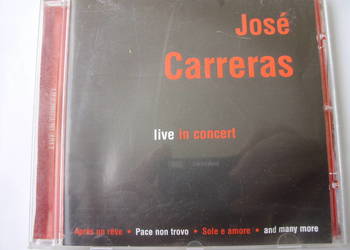 José
Carreras
live in concert
Après un rêve • Pace non trovo • Sole e amore • and many more